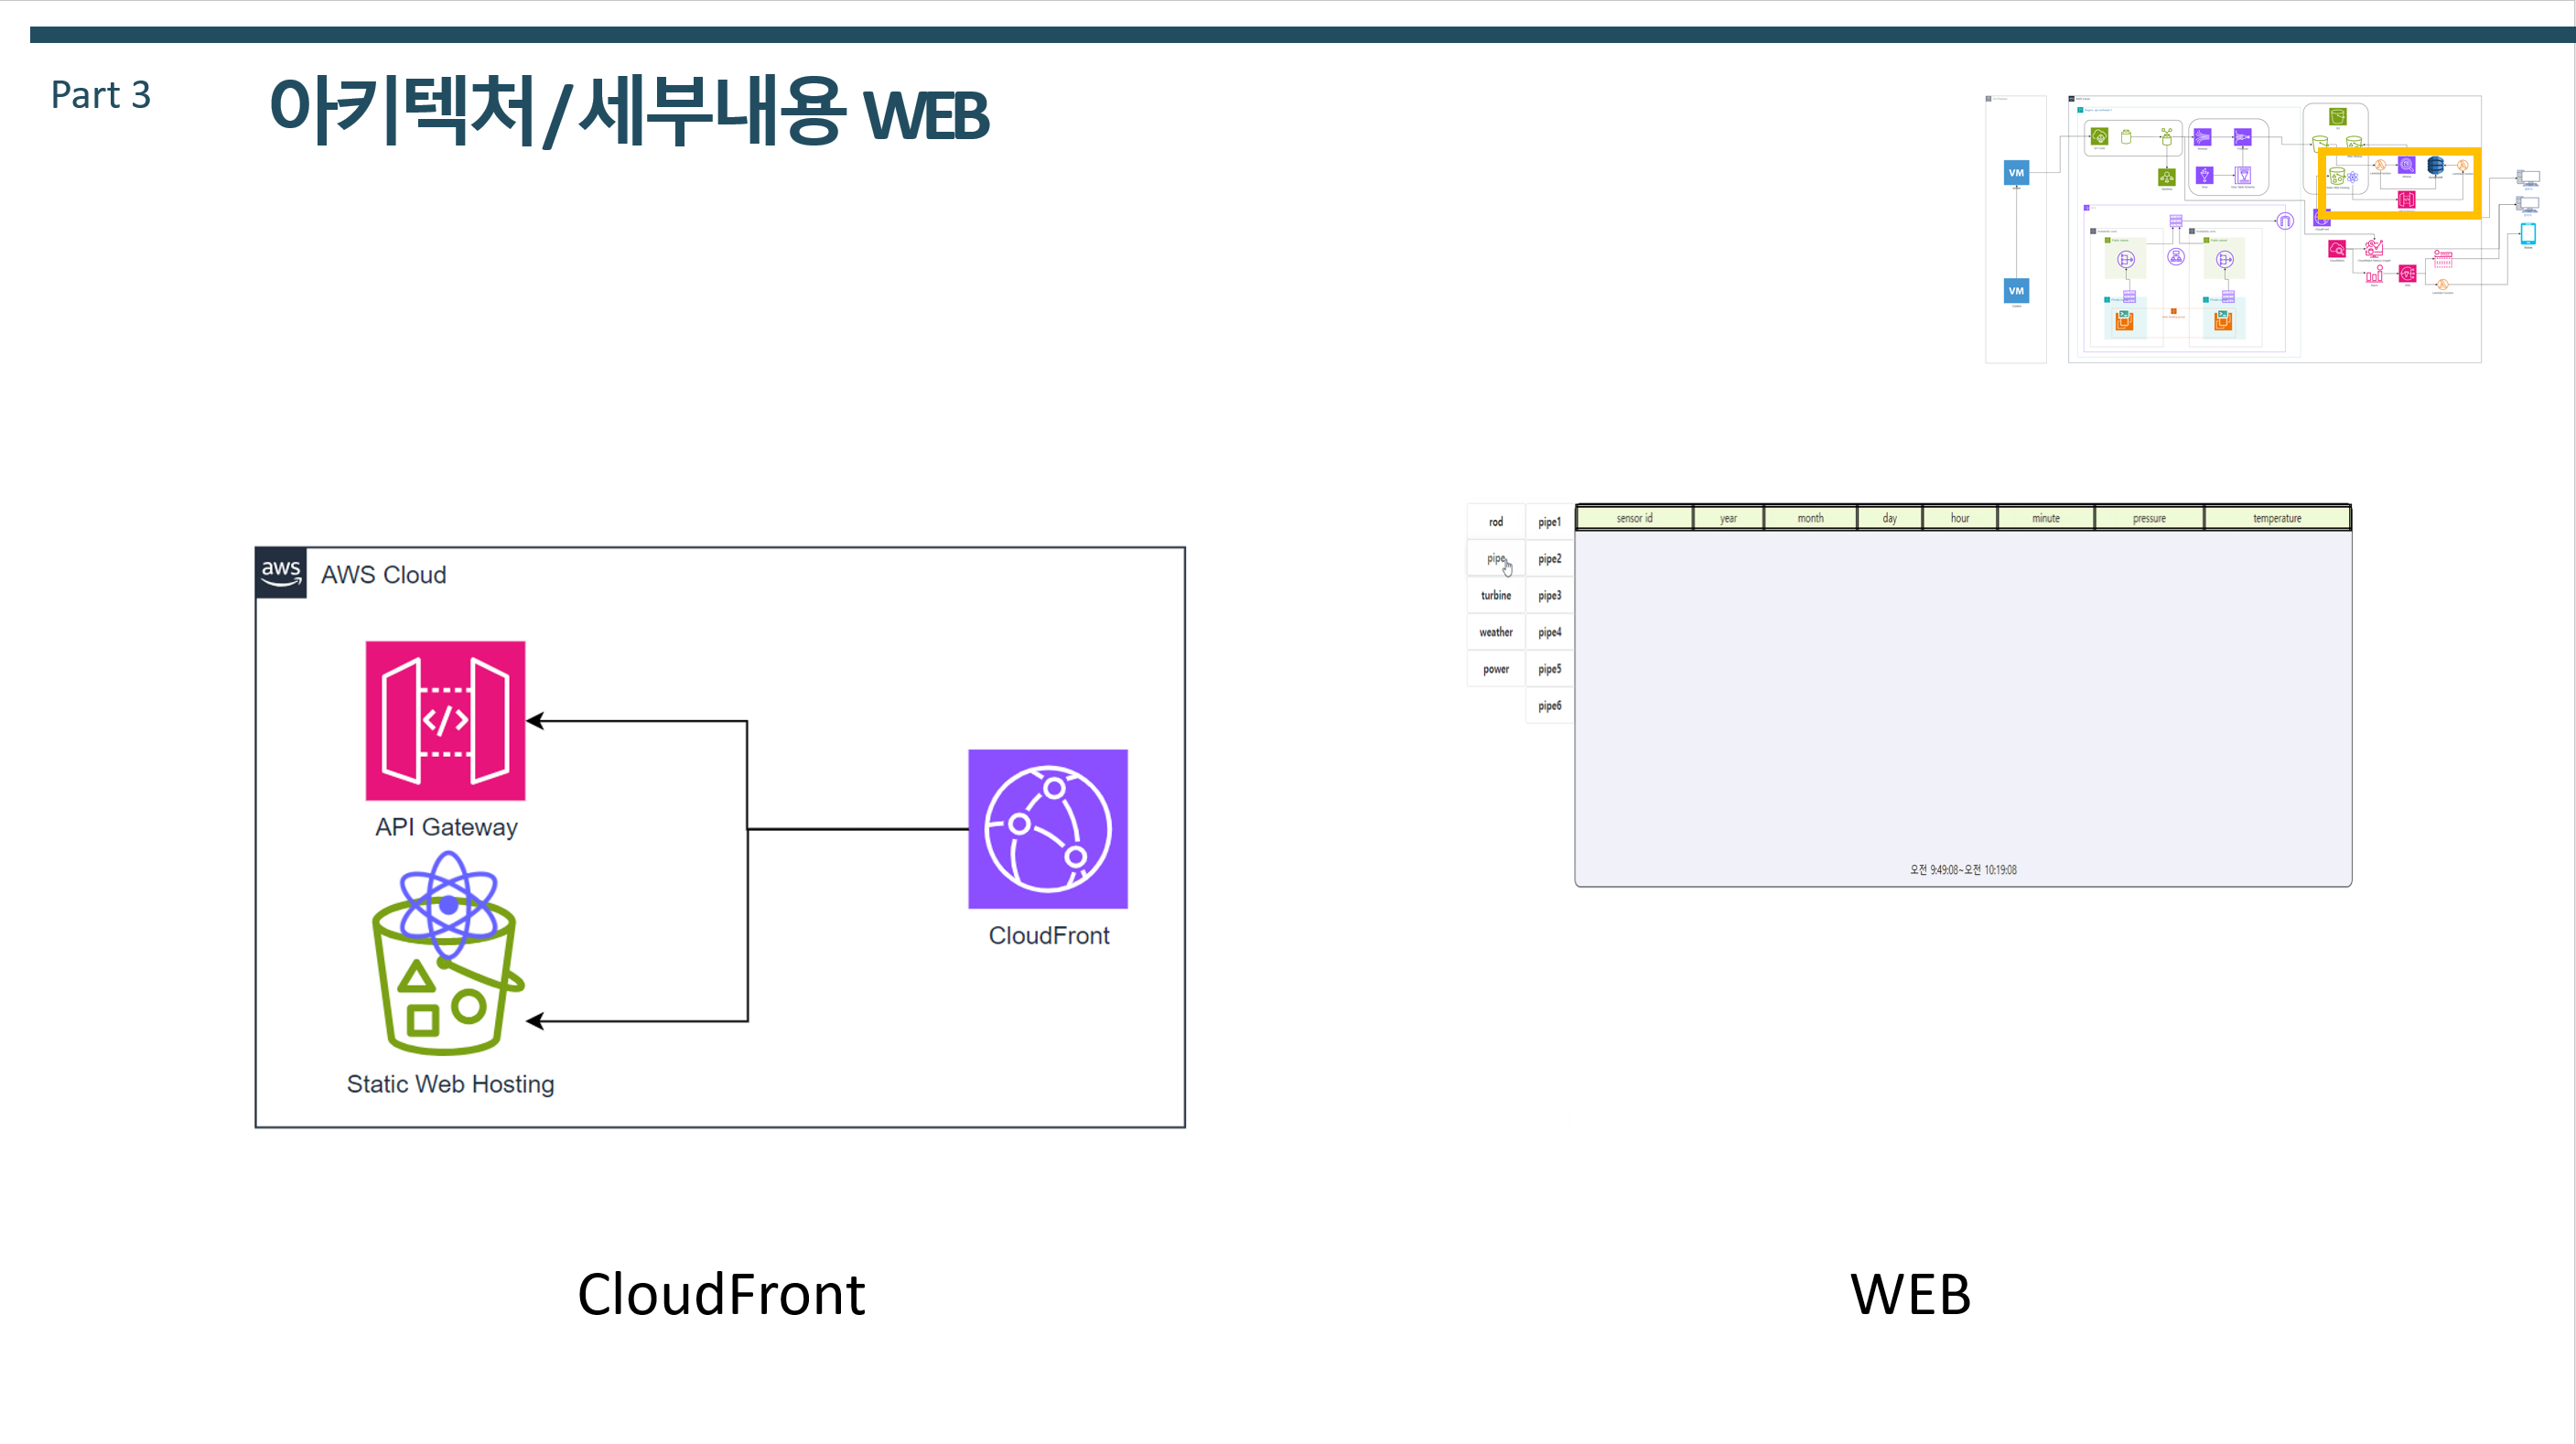 Part 3
아키텍처/세부내용 WEB
VM
VM
aws
AWS Cloud
API Gateway
CloudFront
Static Web Hosting
rod
pipe
turbine
weather
power
pipe1
pipe2
pipe3
pipe4
pipe5
pipe6
sensor id year month day hour minute pressure temperature
오전 9:49:08~오전 10:19:08
CloudFront
WEB